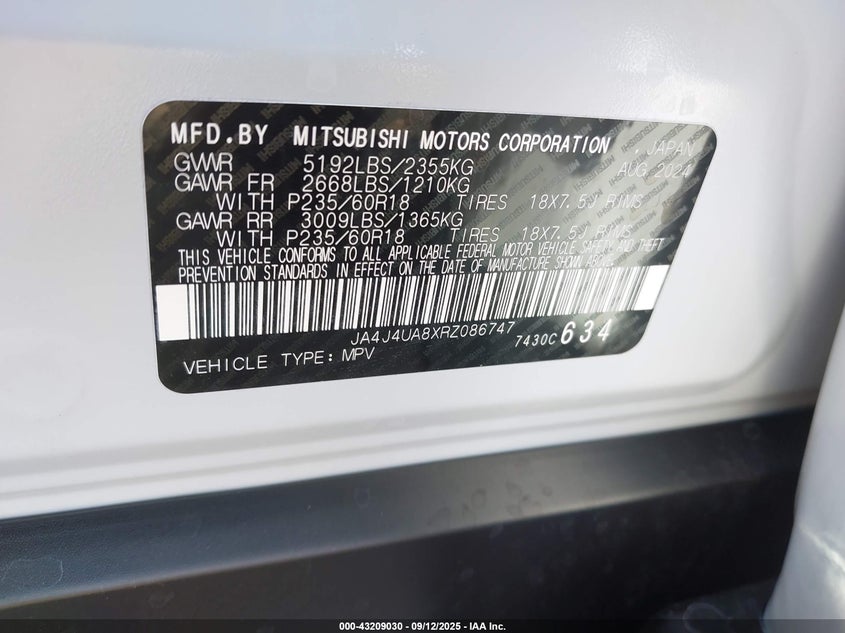 MFD.BY MITSUBISHI MOTORS CORPORATION , JAPAN
GVWR 5192LBS/2355KG AUG 2024
GAWR FR 2668LBS/1210KG
WITH P235/60R18 TIRES 18X7.5J RIMS
GAWR RR 3009LBS/1365KG
WITH P235/60R18 TIRES 18X7.5J RIMS
THIS VEHICLE CONFORMS TO ALL APPLICABLE FEDERAL MOTOR VEHICLE SAFETY AND THEFT
PREVENTION STANDARDS IN EFFECT ON THE DATE OF MANUFACTURE SHOWN ABOVE.
JA4J4UA8XRZ086747
VEHICLE TYPE: MPV 7430C 634
000-43209030 - 09/12/2025 - IAA Inc.